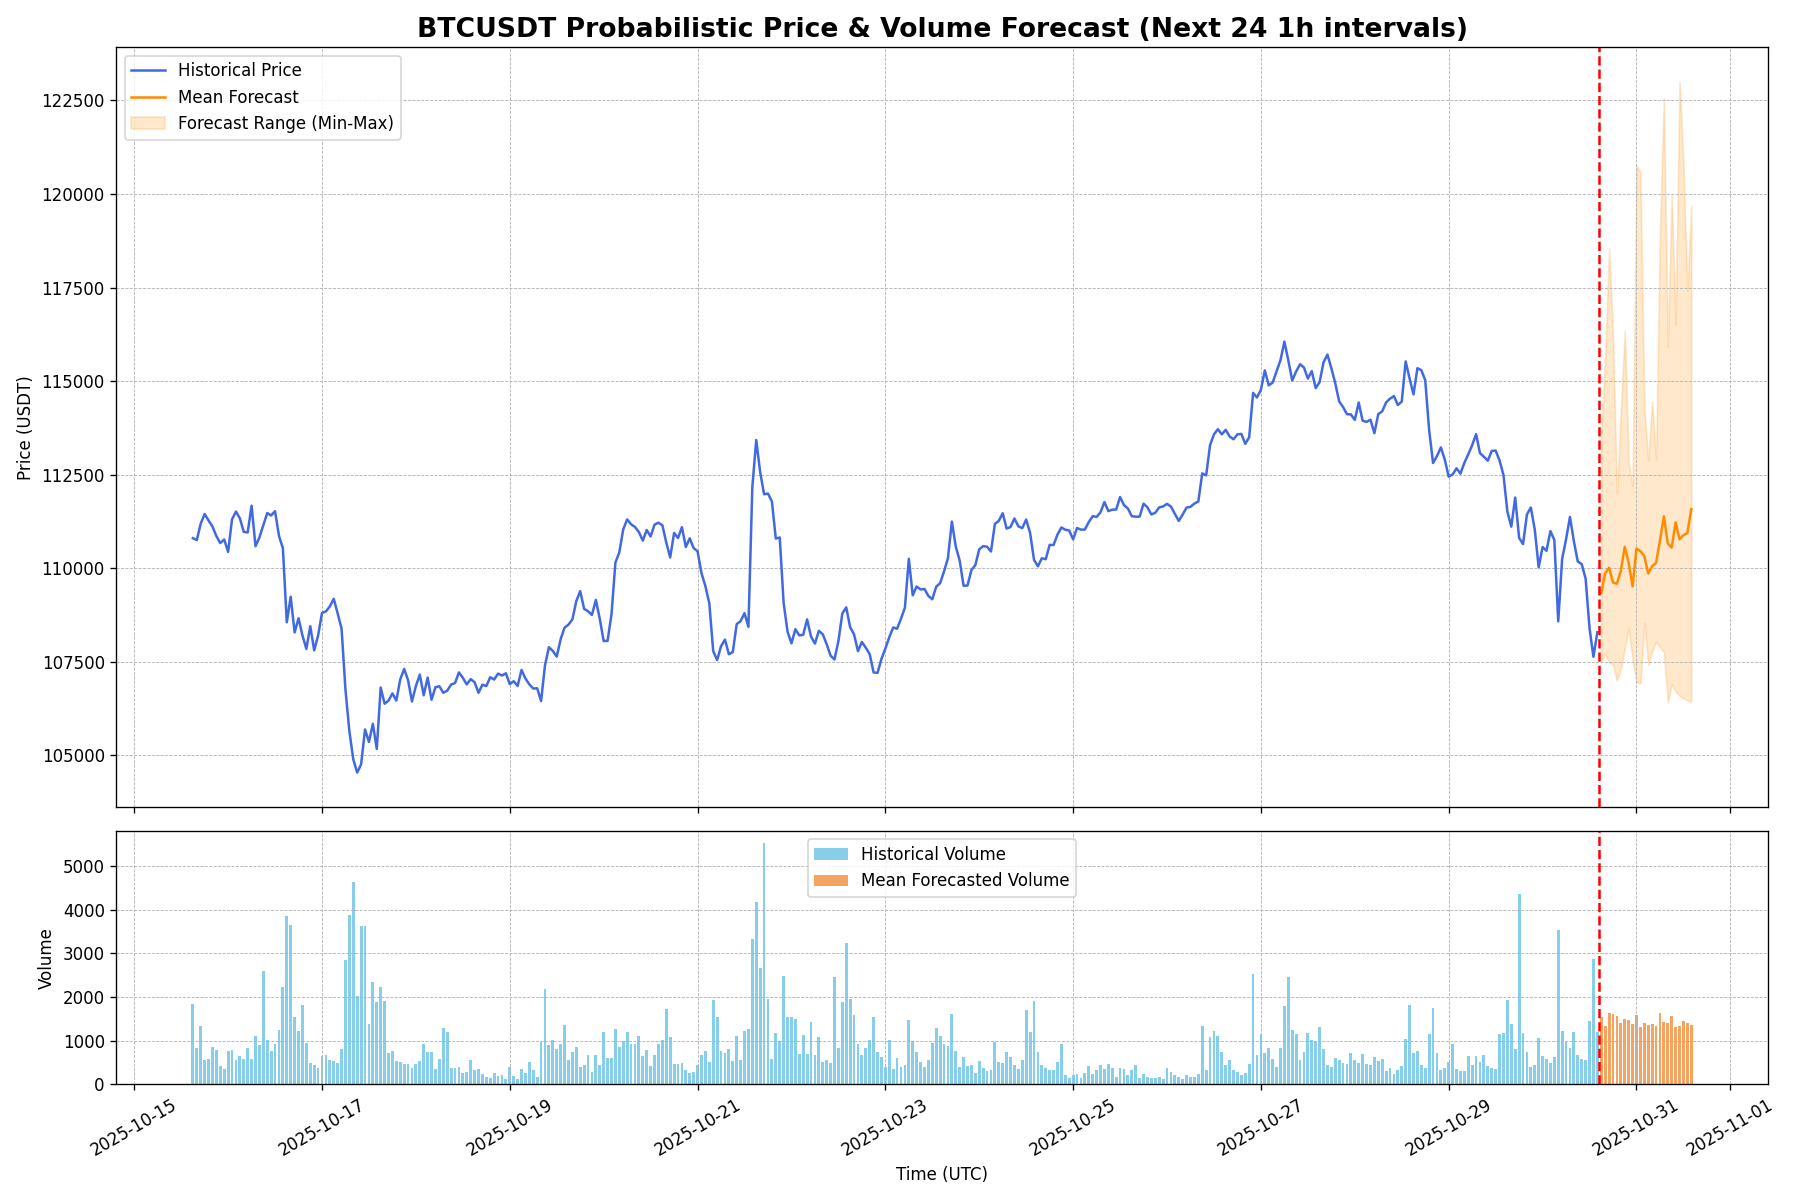 BTCUSDT Probabilistic Price & Volume Forecast (Next 24 1h intervals)
Historical Price
Mean Forecast
Forecast Range (Min-Max)
122500
120000
117500
115000
112500
110000
107500
105000
Price (USDT)
Historical Volume
Mean Forecasted Volume
5000
4000
3000
2000
1000
0
Volume
2025-10-15
2025-10-17
2025-10-19
2025-10-21
2025-10-23
2025-10-25
2025-10-27
2025-10-29
2025-10-31
2025-11-01
Time (UTC)